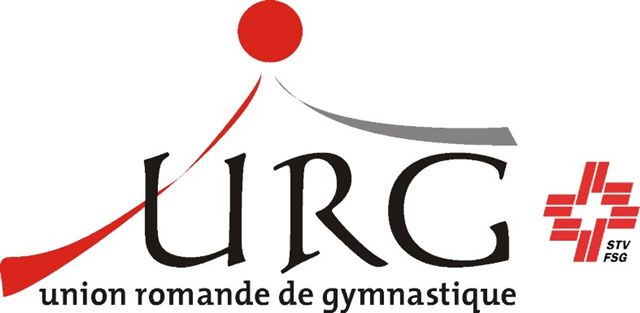 URG
STV
FSG
union romande de gymnastique